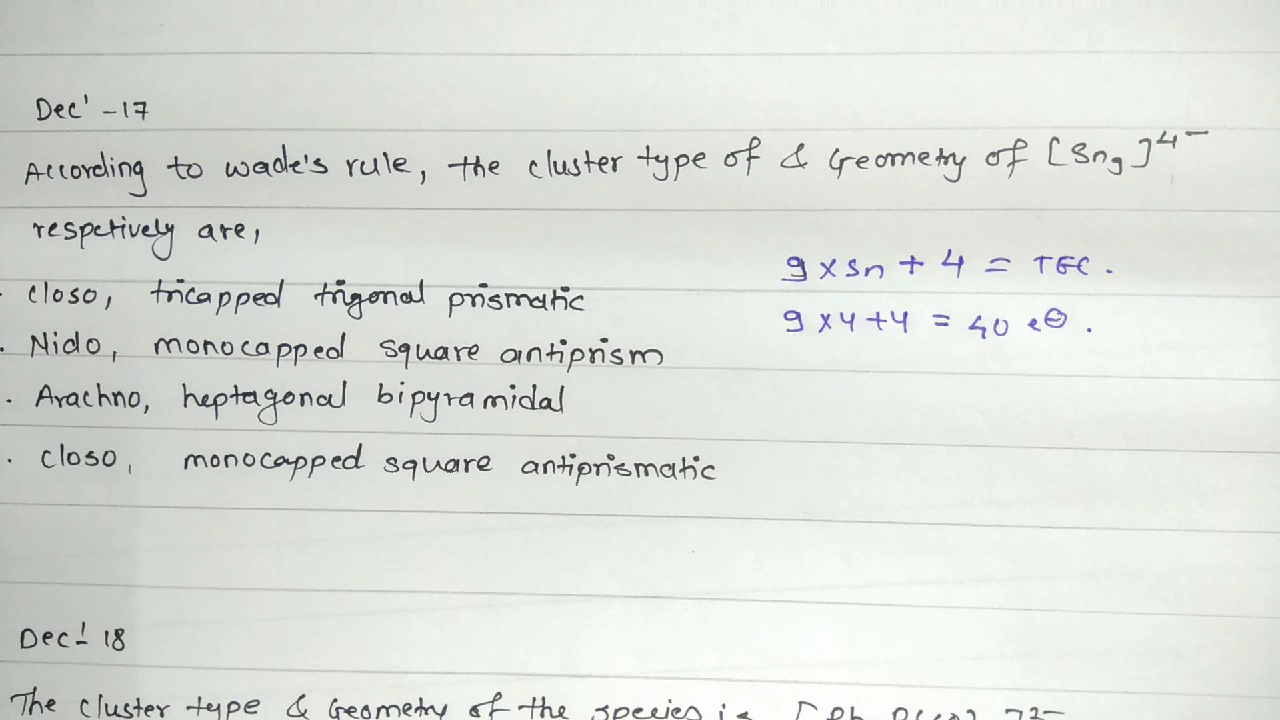 Dec' -17
According to wade's rule, the cluster type of & Geometry of [Sn9]4-
respetively are,
9 x Sn + 4 = TEC.
9 x 4 + 4 = 40 e⊖.
· closo, tricapped trigonal prismatic
· Nido, monocapped square antiprism
· Arachno, heptagonal bipyramidal
· closo, monocapped square antiprismatic
Dec'- 18
The cluster type & Geometry of the species is